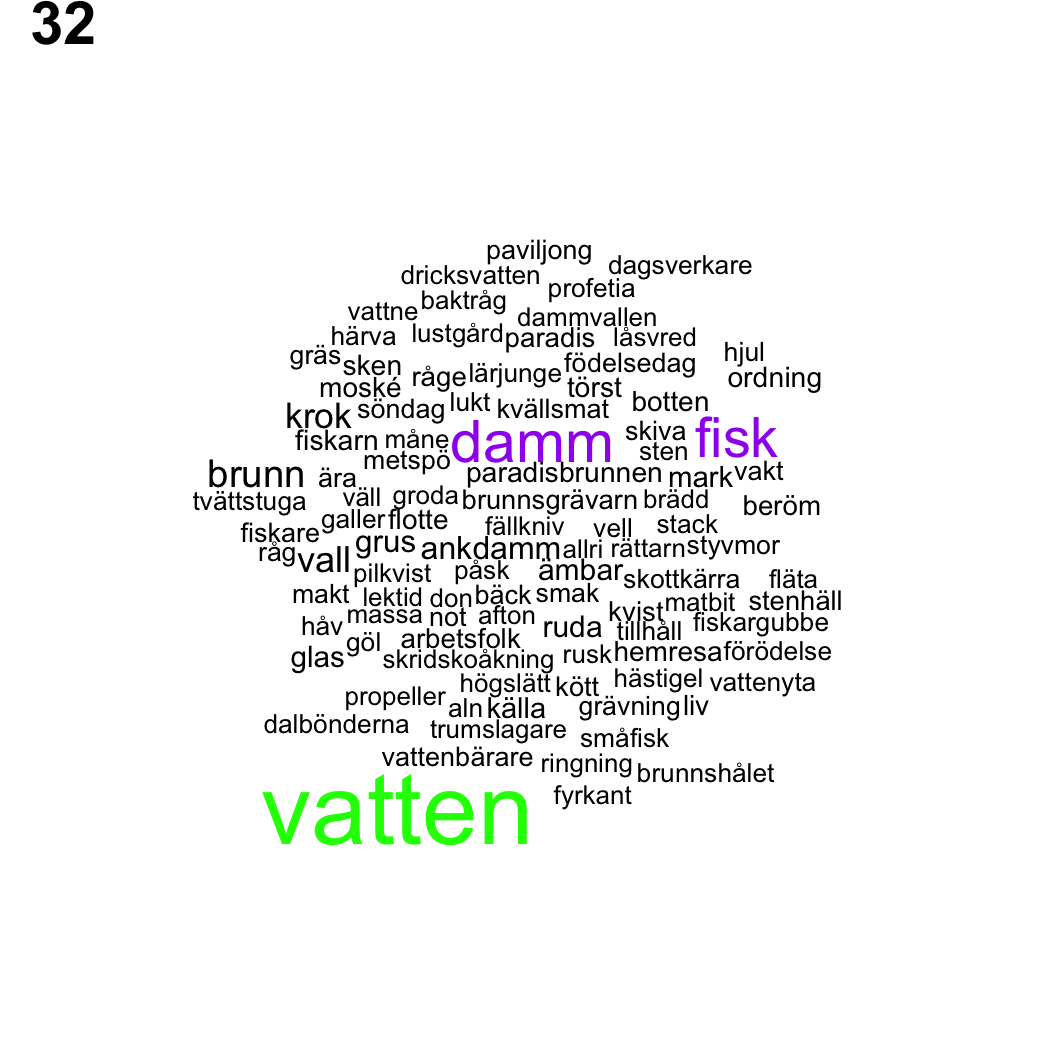 32
paviljong
dricksvatten dagsverkare
baktråg profetia
vattne dammvallen
härva lustgård paradis låsvred
gräs sken födelsedag hjul
moské råge lärjunge törst ordning
krok söndag lukt kvällsmat botten
fiskarn måne damm skiva fisk
metspö sten
brunn ära paradisbrunnen mark vakt
tvättstuga väll groda brunnsgrävarn brädd beröm
fiskare galler flotte fällkniv vell stack
råg vall grus ankdamm allri rättarn styvmor
pilkvist påsk ämbar skottkärra fläta
makt lektid don bäck smak matbit stenhäll
håv massa not afton kvist fiskargubbe
göl arbetsfolk ruda tillhåll
glas skridskoåkning rusk hemresa förödelse
högslätt kött hästigel vattenyta
propeller aln källa grävning liv
dalbönderna trumslagare småfisk
vattenbärare ringning brunnshålet
vatten fyrkant